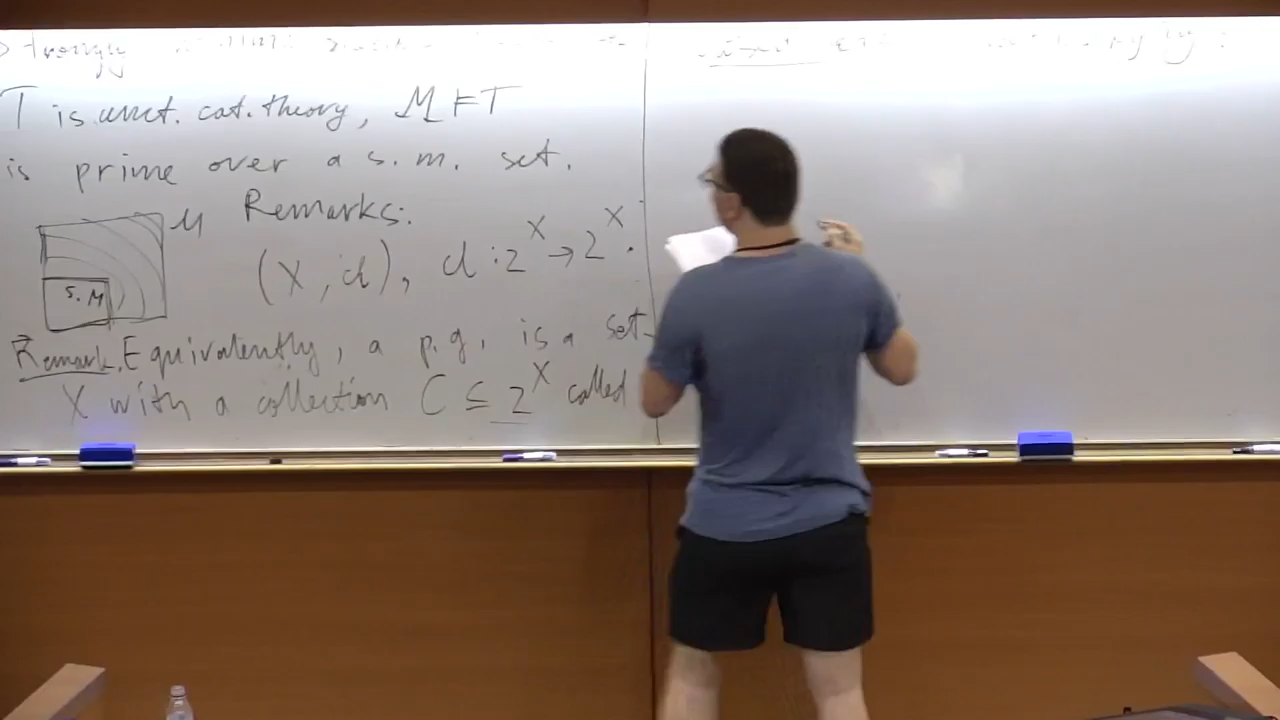 strongly
T is unct. cat. theory, M ⊨ T
is prime over a s.m. set.
M Remarks:
(X, cl), cl : 2^X → 2^X.
S.M
Remark. Equivalently, a p.g. is a set
X with a collection C ⊆ 2^X called